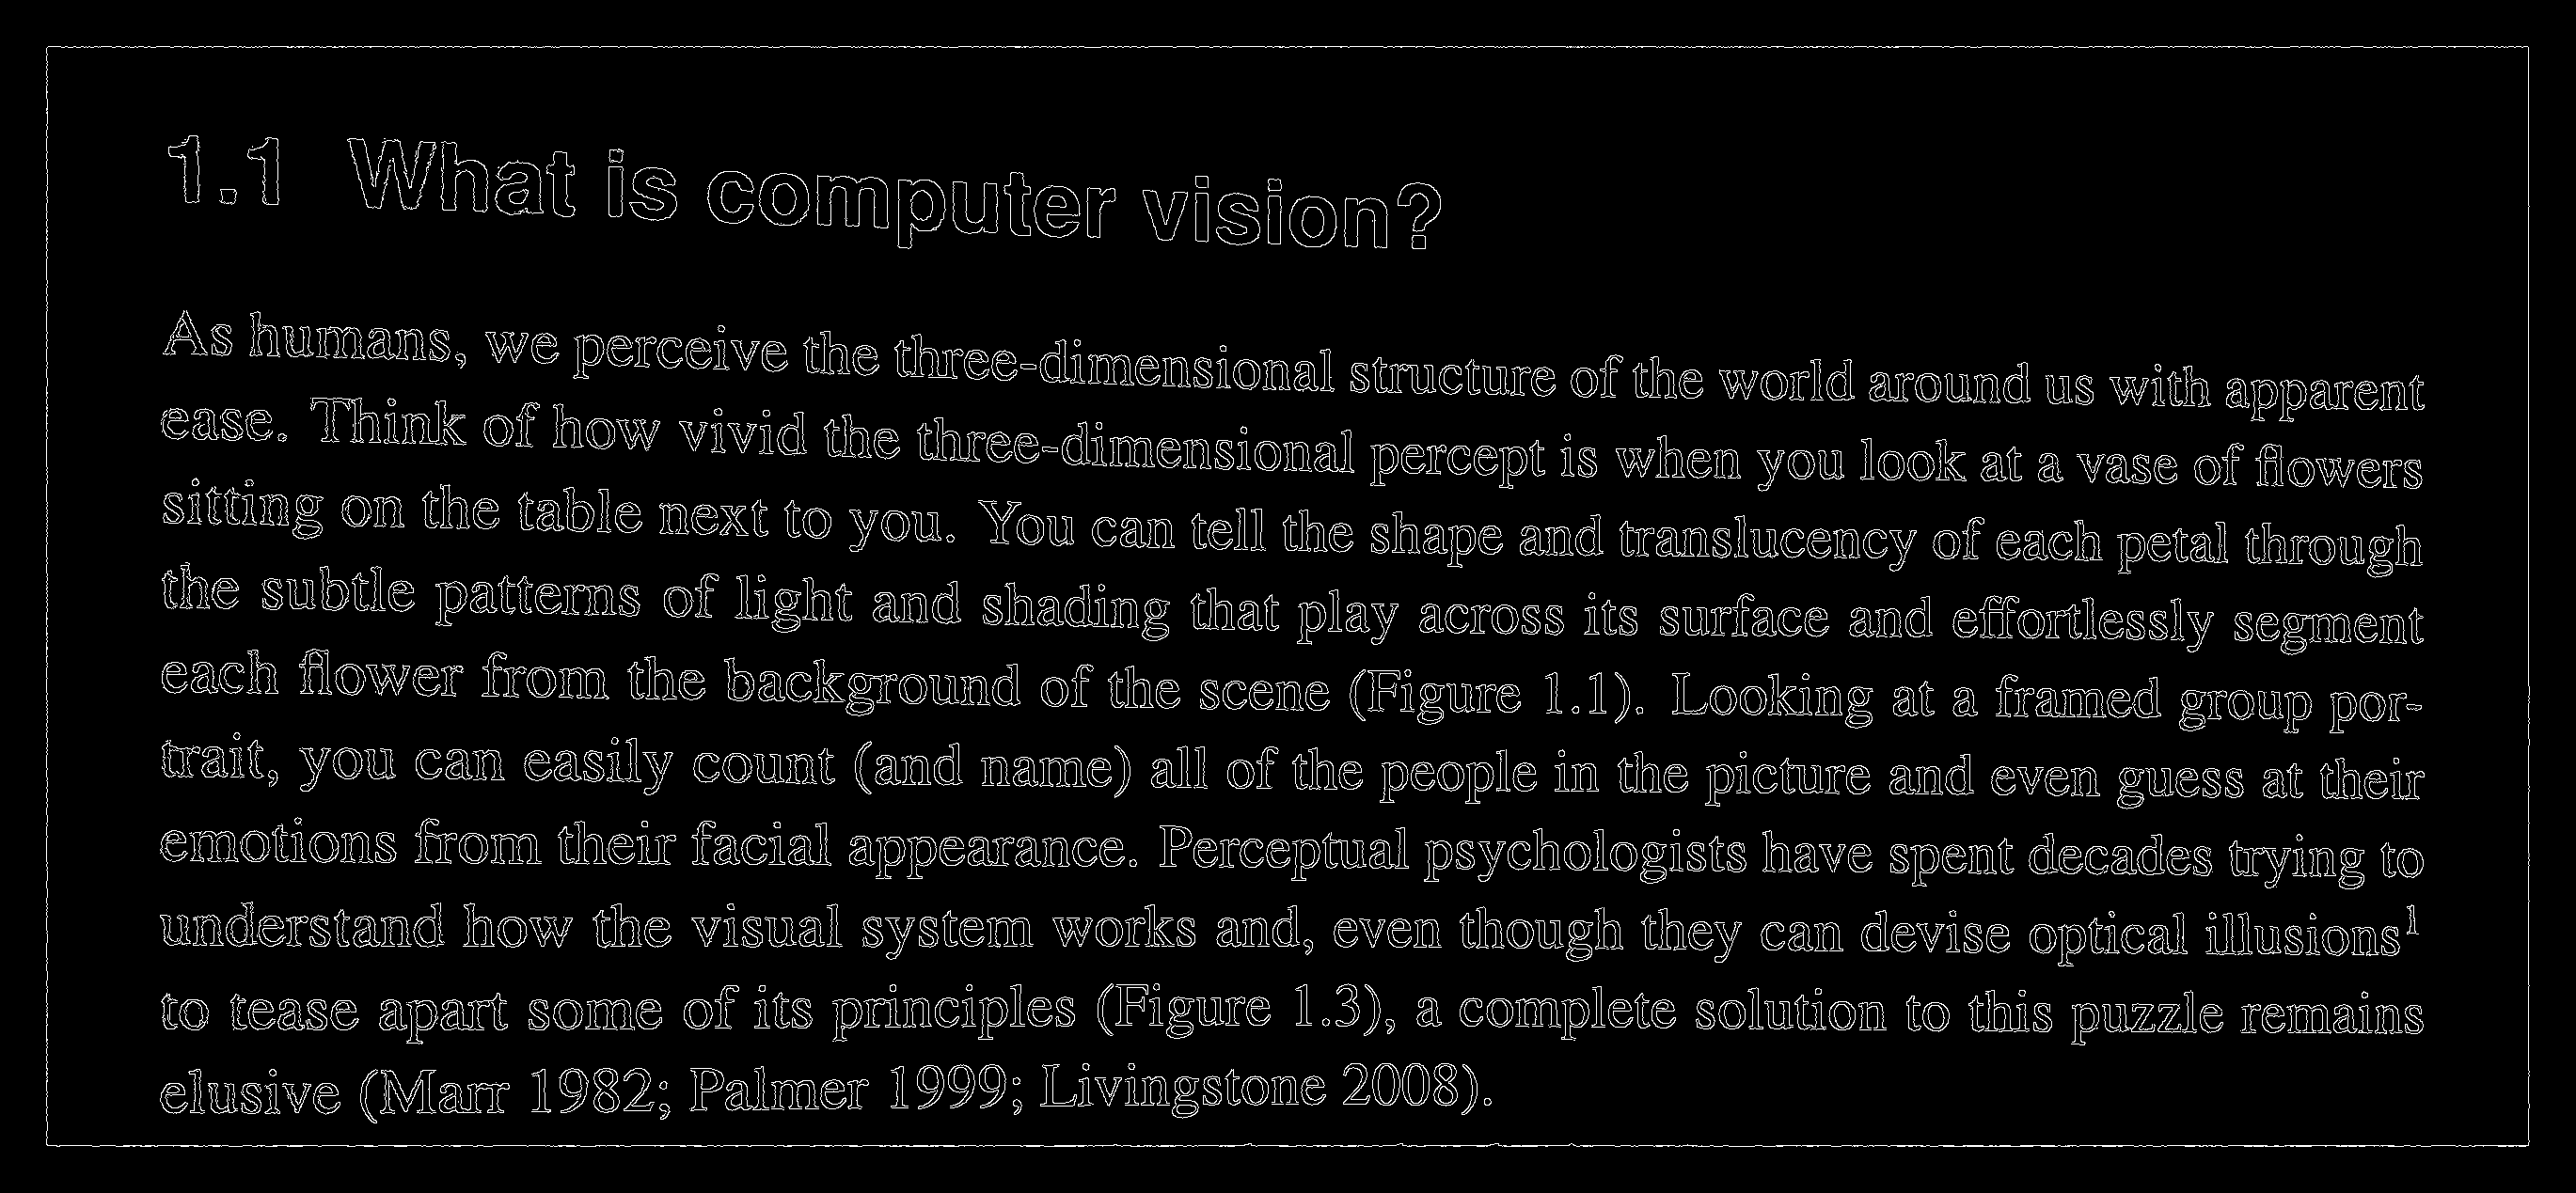 1.1 What is computer vision?
As humans, we perceive the three-dimensional structure of the world around us with apparent
ease. Think of how vivid the three-dimensional percept is when you look at a vase of flowers
sitting on the table next to you. You can tell the shape and translucency of each petal through
the subtle patterns of light and shading that play across its surface and effortlessly segment
each flower from the background of the scene (Figure 1.1). Looking at a framed group por-
trait, you can easily count (and name) all of the people in the picture and even guess at their
emotions from their facial appearance. Perceptual psychologists have spent decades trying to
understand how the visual system works and, even though they can devise optical illusions¹
to tease apart some of its principles (Figure 1.3), a complete solution to this puzzle remains
elusive (Marr 1982; Palmer 1999; Livingstone 2008).